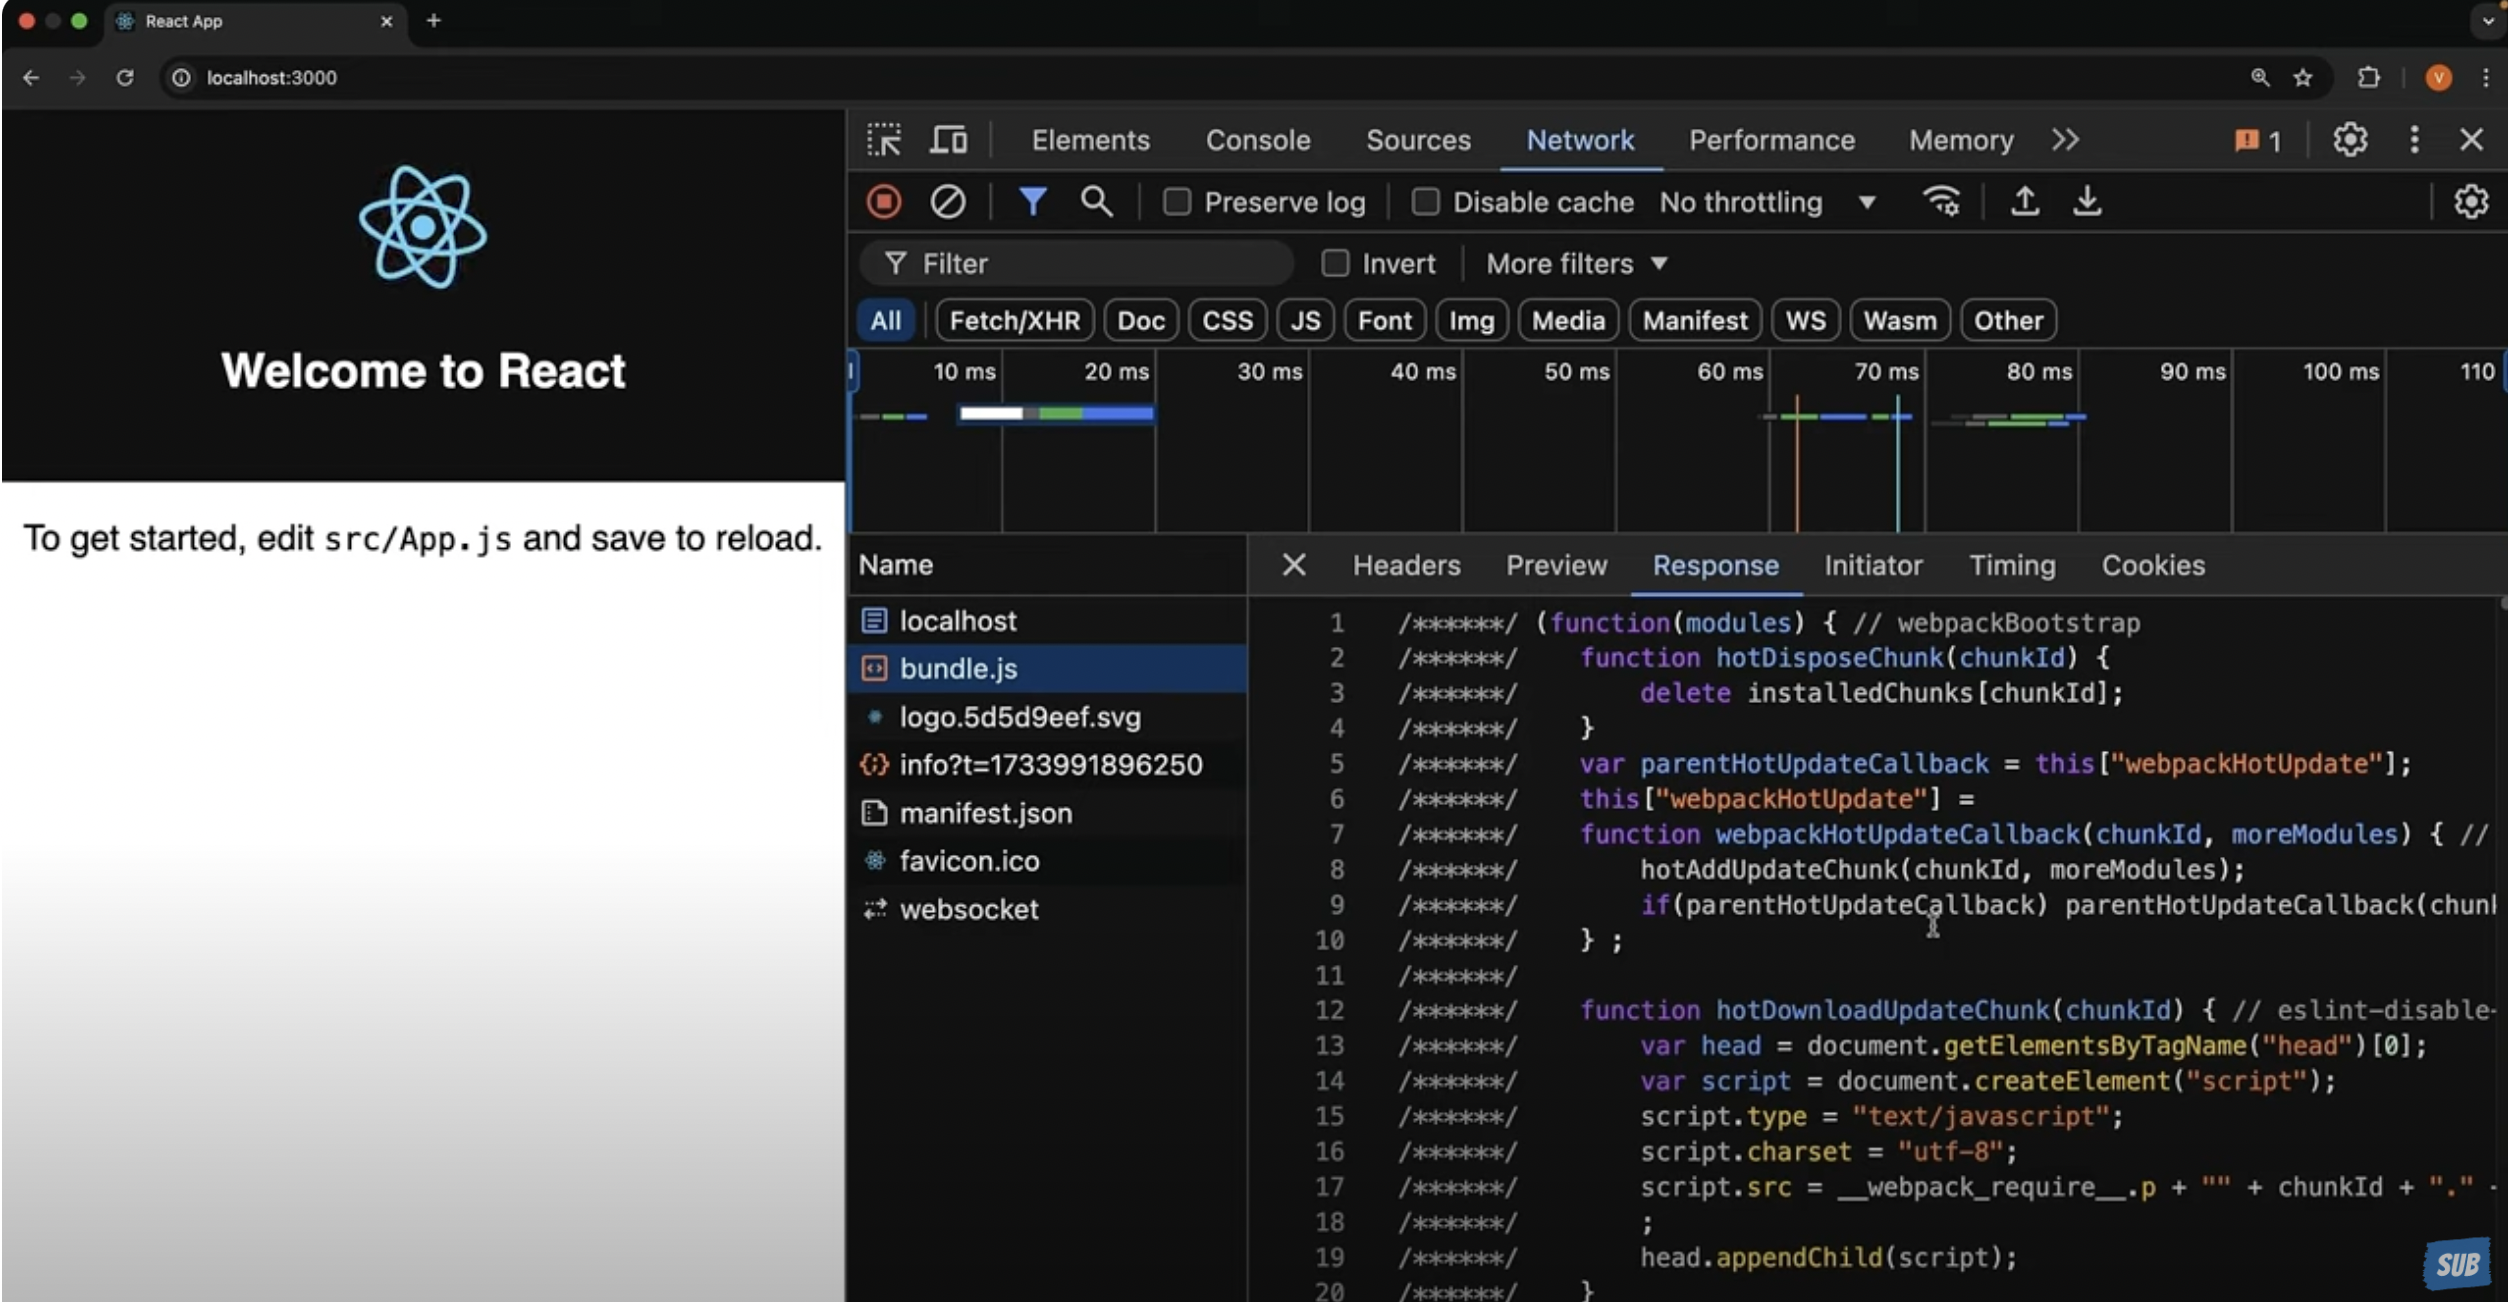 React App
localhost:3000
V
Welcome to React
To get started, edit src/App.js and save to reload.
Elements Console Sources Network Performance Memory 1
Preserve log Disable cache No throttling
Filter Invert More filters
All Fetch/XHR Doc CSS JS Font Img Media Manifest WS Wasm Other
10 ms 20 ms 30 ms 40 ms 50 ms 60 ms 70 ms 80 ms 90 ms 100 ms 110
Name
localhost
bundle.js
logo.5d5d9eef.svg
info?t=1733991896250
manifest.json
favicon.ico
websocket
Headers Preview Response Initiator Timing Cookies
1 /******/ (function(modules) { // webpackBootstrap
2 /******/ function hotDisposeChunk(chunkId) {
3 /******/ delete installedChunks[chunkId];
4 /******/ }
5 /******/ var parentHotUpdateCallback = this["webpackHotUpdate"];
6 /******/ this["webpackHotUpdate"] =
7 /******/ function webpackHotUpdateCallback(chunkId, moreModules) { //
8 /******/ hotAddUpdateChunk(chunkId, moreModules);
9 /******/ if(parentHotUpdateCallback) parentHotUpdateCallback(chunk
10 /******/ } ;
11 /******/
12 /******/ function hotDownloadUpdateChunk(chunkId) { // eslint-disable-
13 /******/ var head = document.getElementsByTagName("head")[0];
14 /******/ var script = document.createElement("script");
15 /******/ script.type = "text/javascript";
16 /******/ script.charset = "utf-8";
17 /******/ script.src = __webpack_require__.p + "" + chunkId + "."
18 /******/ ;
19 /******/ head.appendChild(script);
20 /******/ }
SUB